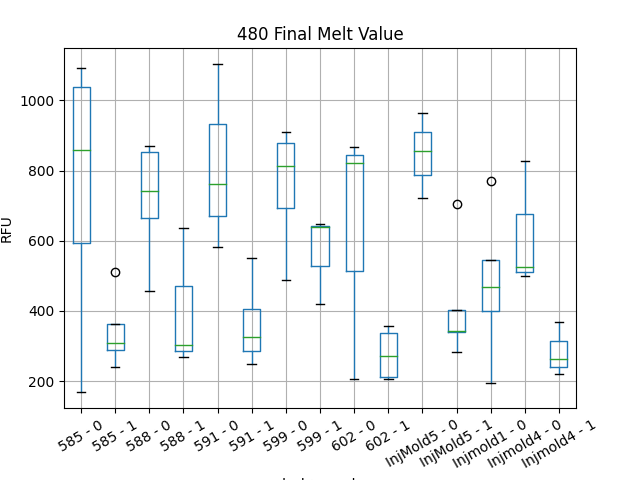 480 Final Melt Value
RFU
1000
800
600
400
200
585 - 0
585 - 1
588 - 0
588 - 1
591 - 0
591 - 1
599 - 0
599 - 1
602 - 0
602 - 1
InjMold5 - 0
InjMold5 - 1
Injmold1 - 0
Injmold4 - 0
Injmold4 - 1